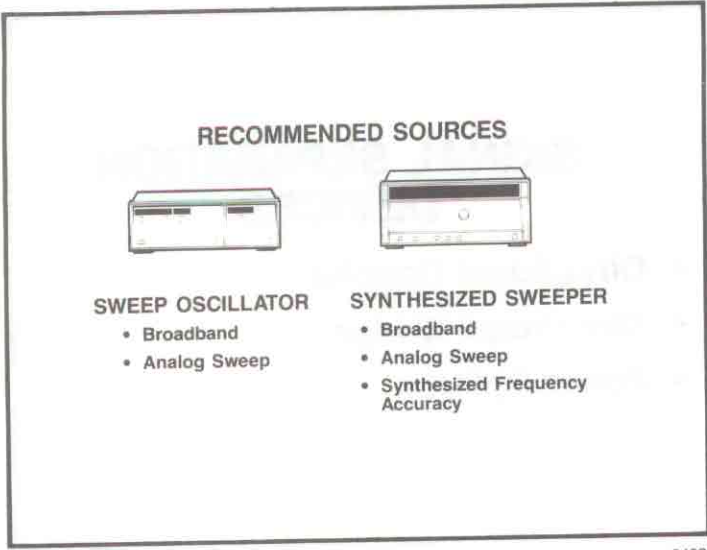 RECOMMENDED SOURCES
SWEEP OSCILLATOR
• Broadband
• Analog Sweep
SYNTHESIZED SWEEPER
• Broadband
• Analog Sweep
• Synthesized Frequency
Accuracy